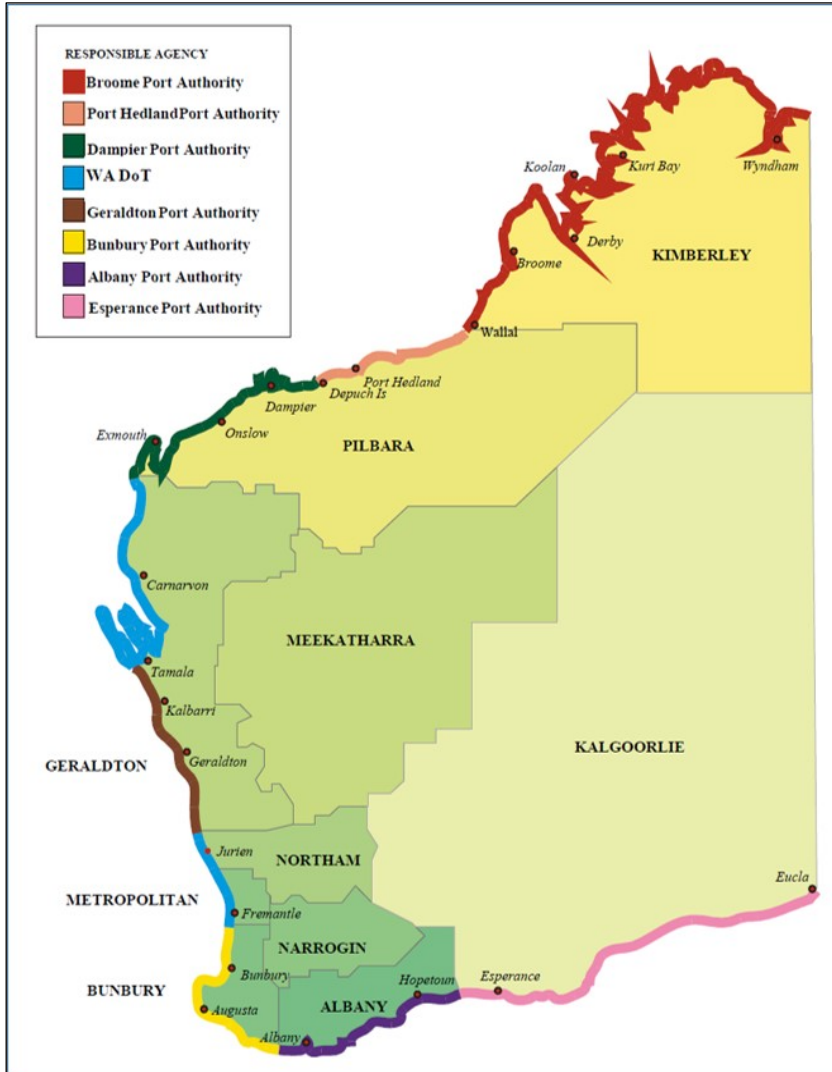 RESPONSIBLE AGENCY
Broome Port Authority
Port HedlandPort Authority
Dampier Port Authority
WA DoT
Geraldton Port Authority
Bunbury Port Authority
Albany Port Authority
Esperance Port Authority
Wyndham
Kuri Bay
Koolan
Derby
Broome
KIMBERLEY
Wallal
Port Hedland
Depuch Is
Dampier
Onslow
Exmouth
PILBARA
Carnarvon
MEEKATHARRA
Tamala
Kalbarri
KALGOORLIE
Geraldton
GERALDTON
Jurien
NORTHAM
Eucla
METROPOLITAN
Fremantle
NARROGIN
Bunbury
Hopetoun
Esperance
BUNBURY
Augusta
ALBANY
Albany